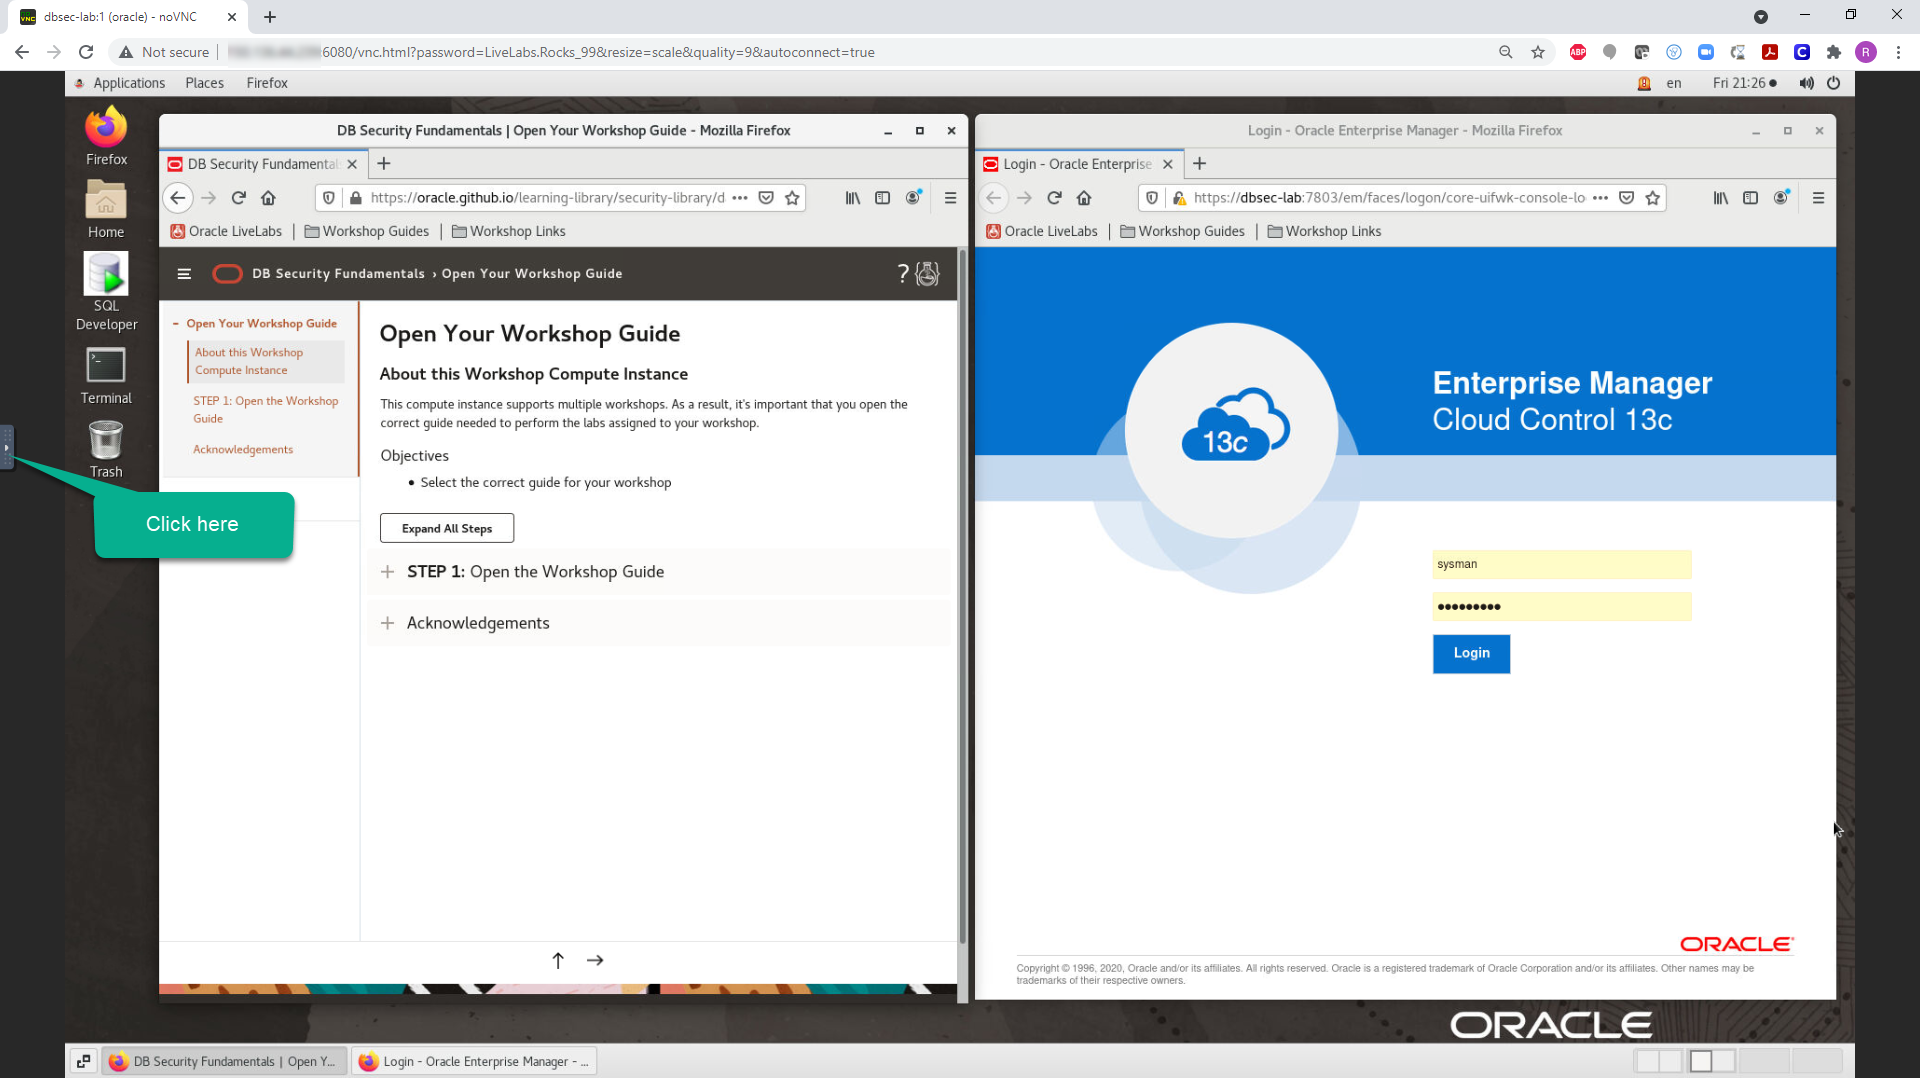 dbsec-lab:1 (oracle) - noVNC
Not secure
6080/vnc.html?password=LiveLabs.Rocks_99&resize=scale&quality=9&autoconnect=true
ABP
C
R
Applications Places Firefox
en Fri 21:26
Firefox
Home
SQL
Developer
Terminal
Trash
Click here
DB Security Fundamentals | Open Your Workshop Guide - Mozilla Firefox
DB Security Fundamental
https://oracle.github.io/learning-library/security-library/d
Oracle LiveLabs Workshop Guides Workshop Links
DB Security Fundamentals › Open Your Workshop Guide
?
- Open Your Workshop Guide
About this Workshop
Compute Instance
STEP 1: Open the Workshop
Guide
Acknowledgements
Open Your Workshop Guide
About this Workshop Compute Instance
This compute instance supports multiple workshops. As a result, it's important that you open the
correct guide needed to perform the labs assigned to your workshop.
Objectives
• Select the correct guide for your workshop
Expand All Steps
+ STEP 1: Open the Workshop Guide
+ Acknowledgements
Login - Oracle Enterprise Manager - Mozilla Firefox
Login - Oracle Enterprise
https://dbsec-lab:7803/em/faces/logon/core-uifwk-console-lo
Oracle LiveLabs Workshop Guides Workshop Links
13c
Enterprise Manager
Cloud Control 13c
sysman
•••••••••
Login
ORACLE
Copyright © 1996, 2020, Oracle and/or its affiliates. All rights reserved. Oracle is a registered trademark of Oracle Corporation and/or its affiliates. Other names may be
trademarks of their respective owners.
ORACLE
DB Security Fundamentals | Open Y...
Login - Oracle Enterprise Manager - ...